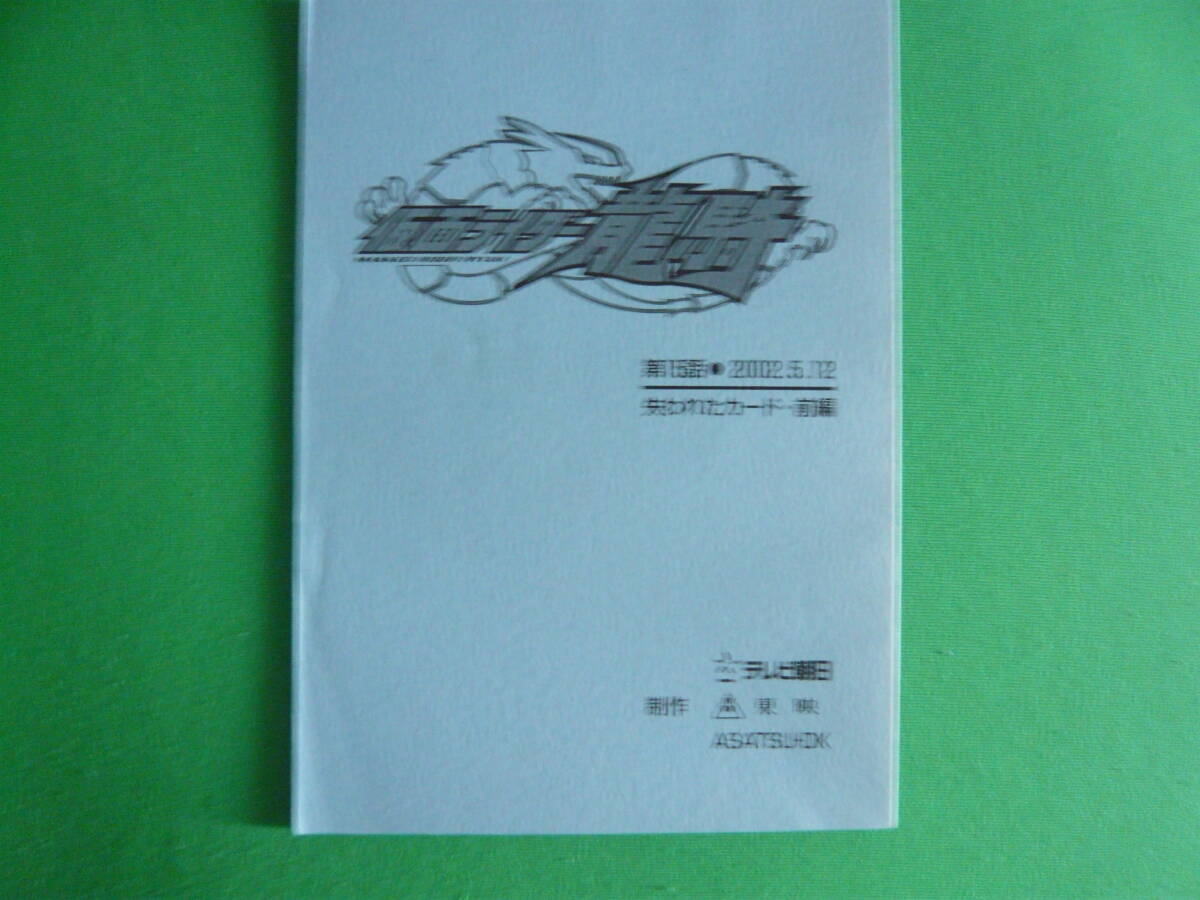 仮面ライダー龍騎
MASKED RIDER RYUKI
第15話●2002.5.12
失われたカード・前編
テレビ朝日
制作 東映
ASATSU-DK